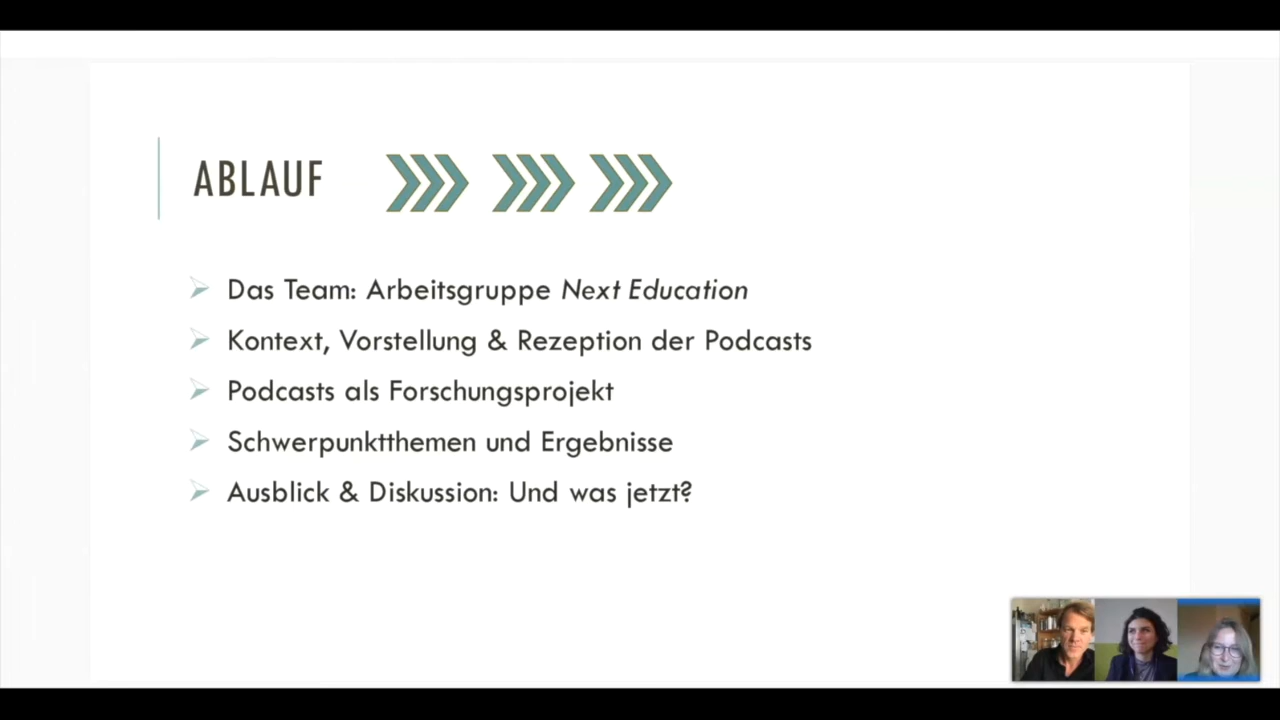 ABLAUF
Das Team: Arbeitsgruppe Next Education
Kontext, Vorstellung & Rezeption der Podcasts
Podcasts als Forschungsprojekt
Schwerpunktthemen und Ergebnisse
Ausblick & Diskussion: Und was jetzt?